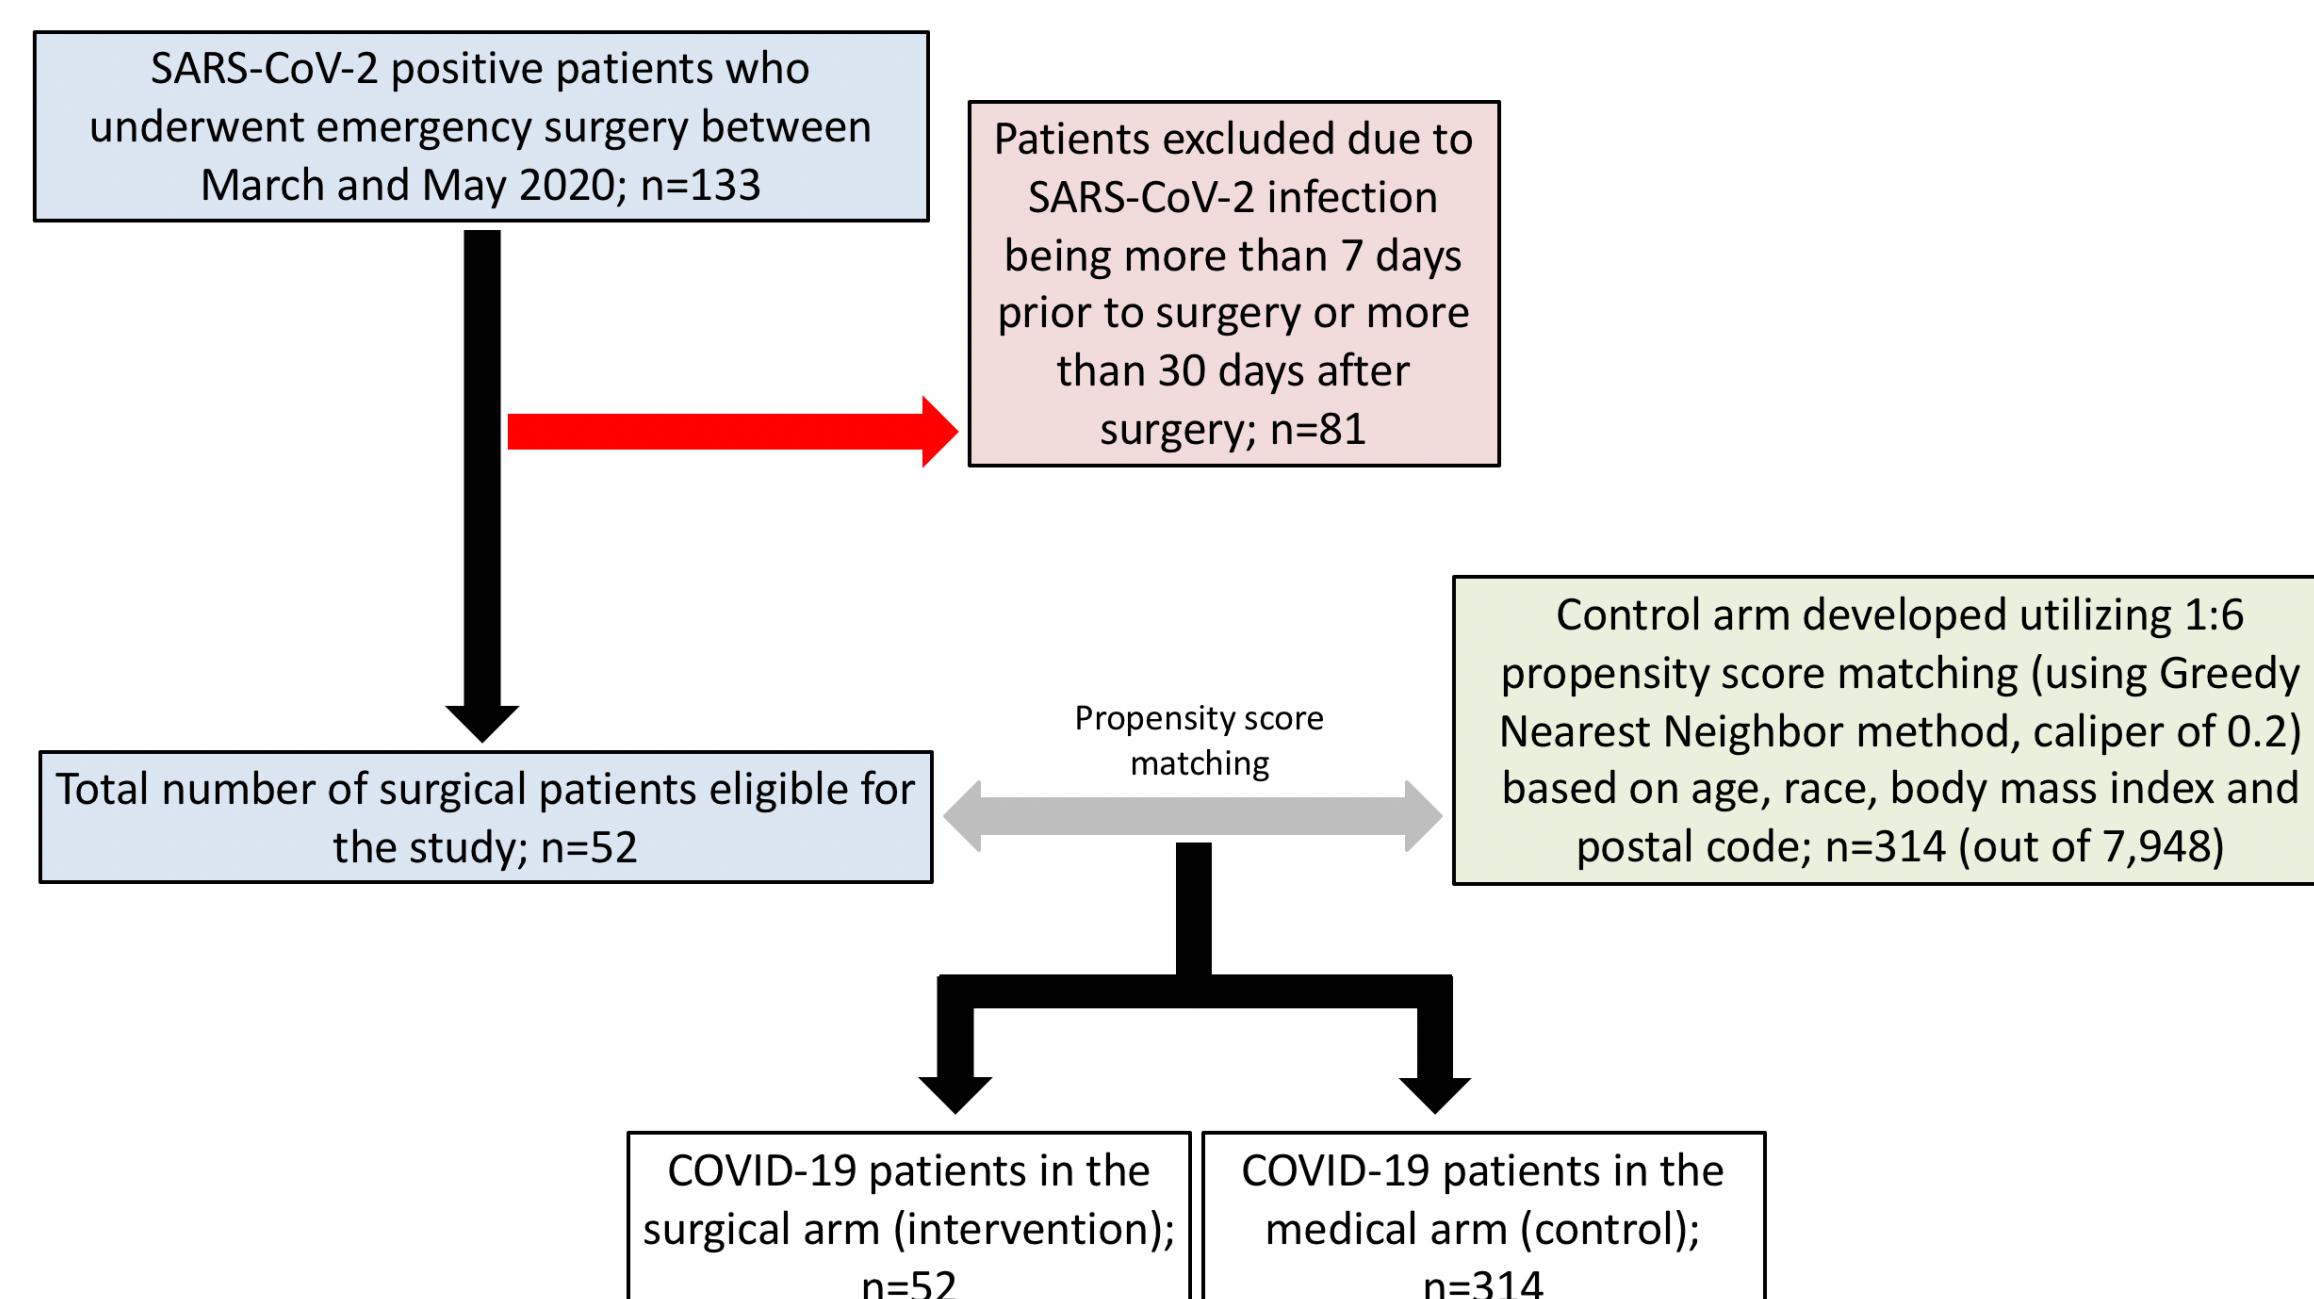 SARS-CoV-2 positive patients who
underwent emergency surgery between
March and May 2020; n=133
Patients excluded due to
SARS-CoV-2 infection
being more than 7 days
prior to surgery or more
than 30 days after
surgery; n=81
Control arm developed utilizing 1:6
propensity score matching (using Greedy
Nearest Neighbor method, caliper of 0.2)
based on age, race, body mass index and
postal code; n=314 (out of 7,948)
Propensity score
matching
Total number of surgical patients eligible for
the study; n=52
COVID-19 patients in the
surgical arm (intervention);
n=52
COVID-19 patients in the
medical arm (control);
n=314